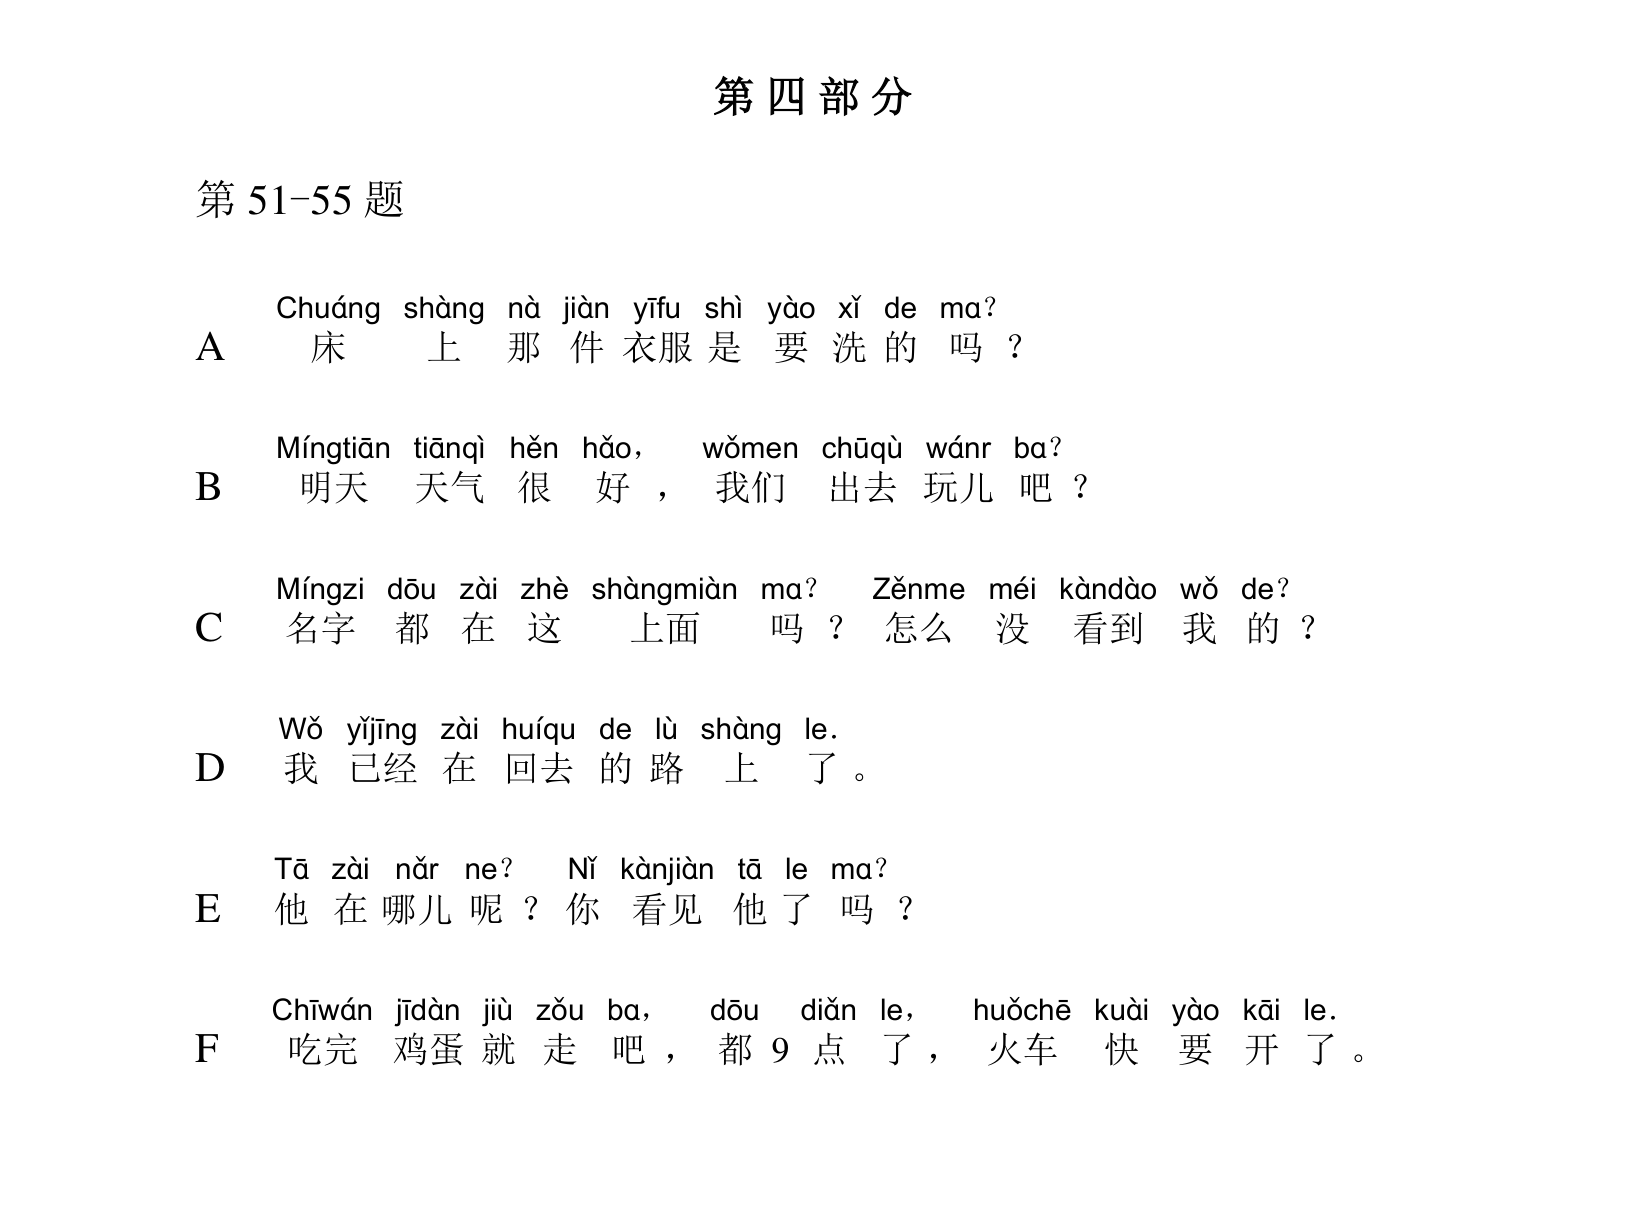 第四部分
第 51-55 题
Chuáng shàng nà jiàn yīfu shì yào xǐ de ma？
A 床 上 那 件 衣服 是 要 洗 的 吗 ？
Míngtiān tiānqì hěn hǎo， wǒmen chūqù wánr ba？
B 明天 天气 很 好 ， 我们 出去 玩儿 吧 ？
Míngzi dōu zài zhè shàngmiàn ma？ Zěnme méi kàndào wǒ de？
C 名字 都 在 这 上面 吗 ？ 怎么 没 看到 我 的 ？
Wǒ yǐjīng zài huíqu de lù shàng le．
D 我 已经 在 回去 的 路 上 了 。
Tā zài nǎr ne？ Nǐ kànjiàn tā le ma？
E 他 在 哪儿 呢 ？ 你 看见 他 了 吗 ？
Chīwán jīdàn jiù zǒu ba， dōu diǎn le， huǒchē kuài yào kāi le．
F 吃完 鸡蛋 就 走 吧 ， 都 9 点 了 ， 火车 快 要 开 了 。